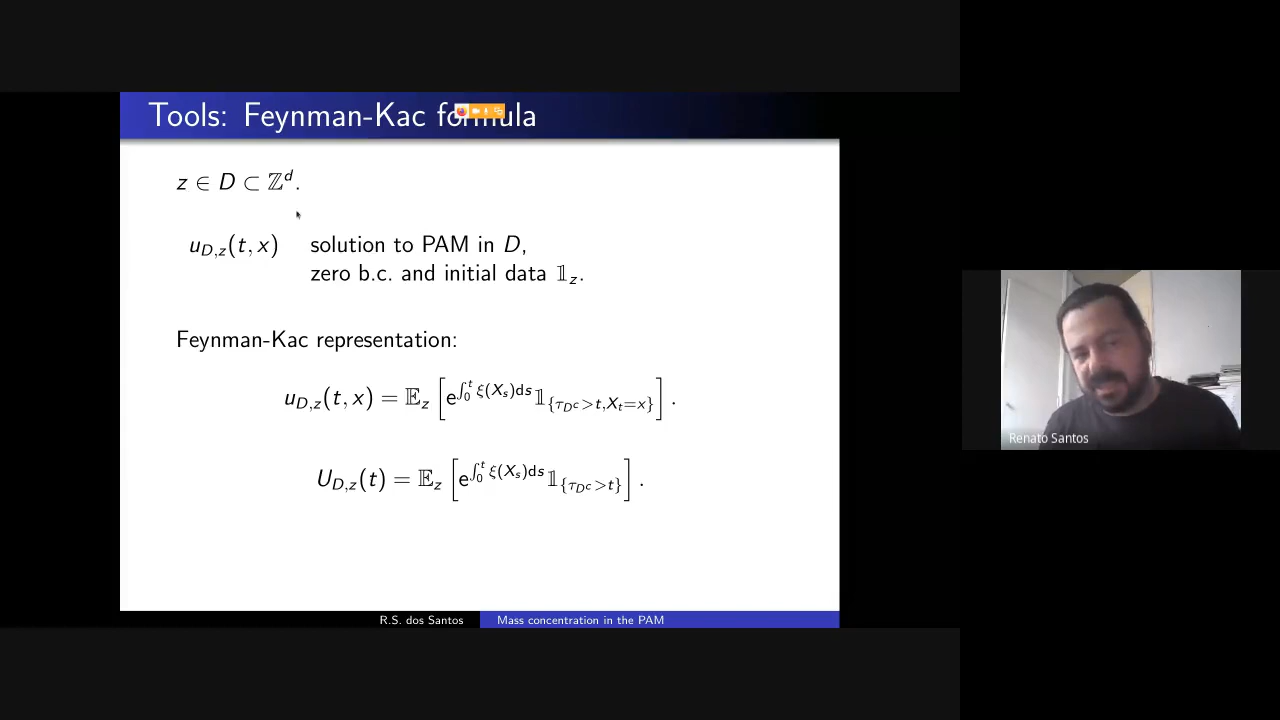 Tools: Feynman-Kac formula
z ∈ D ⊂ ℤ^d.
u_{D,z}(t, x) solution to PAM in D,
zero b.c. and initial data 𝟙_z.
Feynman-Kac representation:
u_{D,z}(t, x) = 𝔼_z [ e^{∫_0^t ξ(X_s)ds} 𝟙_{{τ_{D^c}>t, X_t=x}} ] .
U_{D,z}(t) = 𝔼_z [ e^{∫_0^t ξ(X_s)ds} 𝟙_{{τ_{D^c}>t}} ] .
R.S. dos Santos Mass concentration in the PAM
Renato Santos